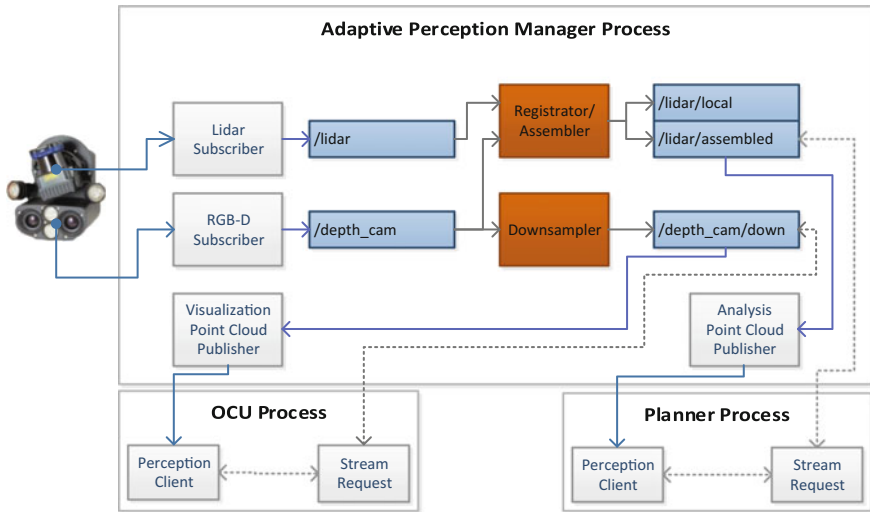 Adaptive Perception Manager Process
Lidar
Subscriber
/lidar
Registrator/
Assembler
/lidar/local
/lidar/assembled
RGB-D
Subscriber
/depth_cam
Downsampler
/depth_cam/down
Visualization
Point Cloud
Publisher
Analysis
Point Cloud
Publisher
OCU Process
Perception
Client
Stream
Request
Planner Process
Perception
Client
Stream
Request